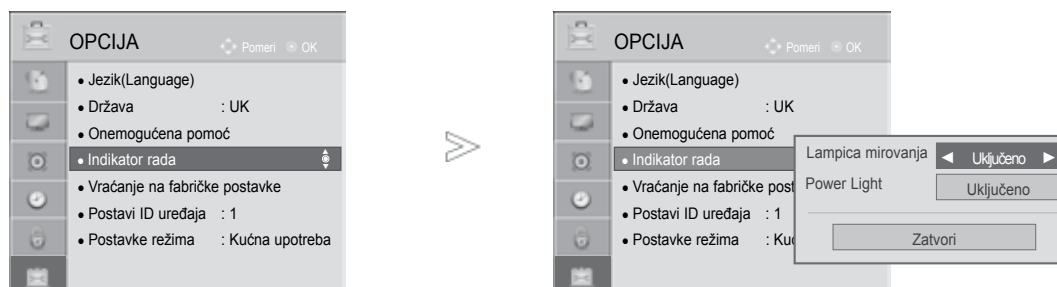 OPCIJA Pomeri OK
Jezik(Language)
Država : UK
Onemogućena pomoć
Indikator rada
Vraćanje na fabričke postavke
Postavi ID uređaja : 1
Postavke režima : Kućna upotreba
OPCIJA Pomeri OK
Jezik(Language)
Država : UK
Onemogućena pomoć
Indikator rada
Vraćanje na fabričke post
Postavi ID uređaja : 1
Postavke režima : Kuć
Lampica mirovanja ◄ Uključeno ►
Power Light Uključeno
Zatvori